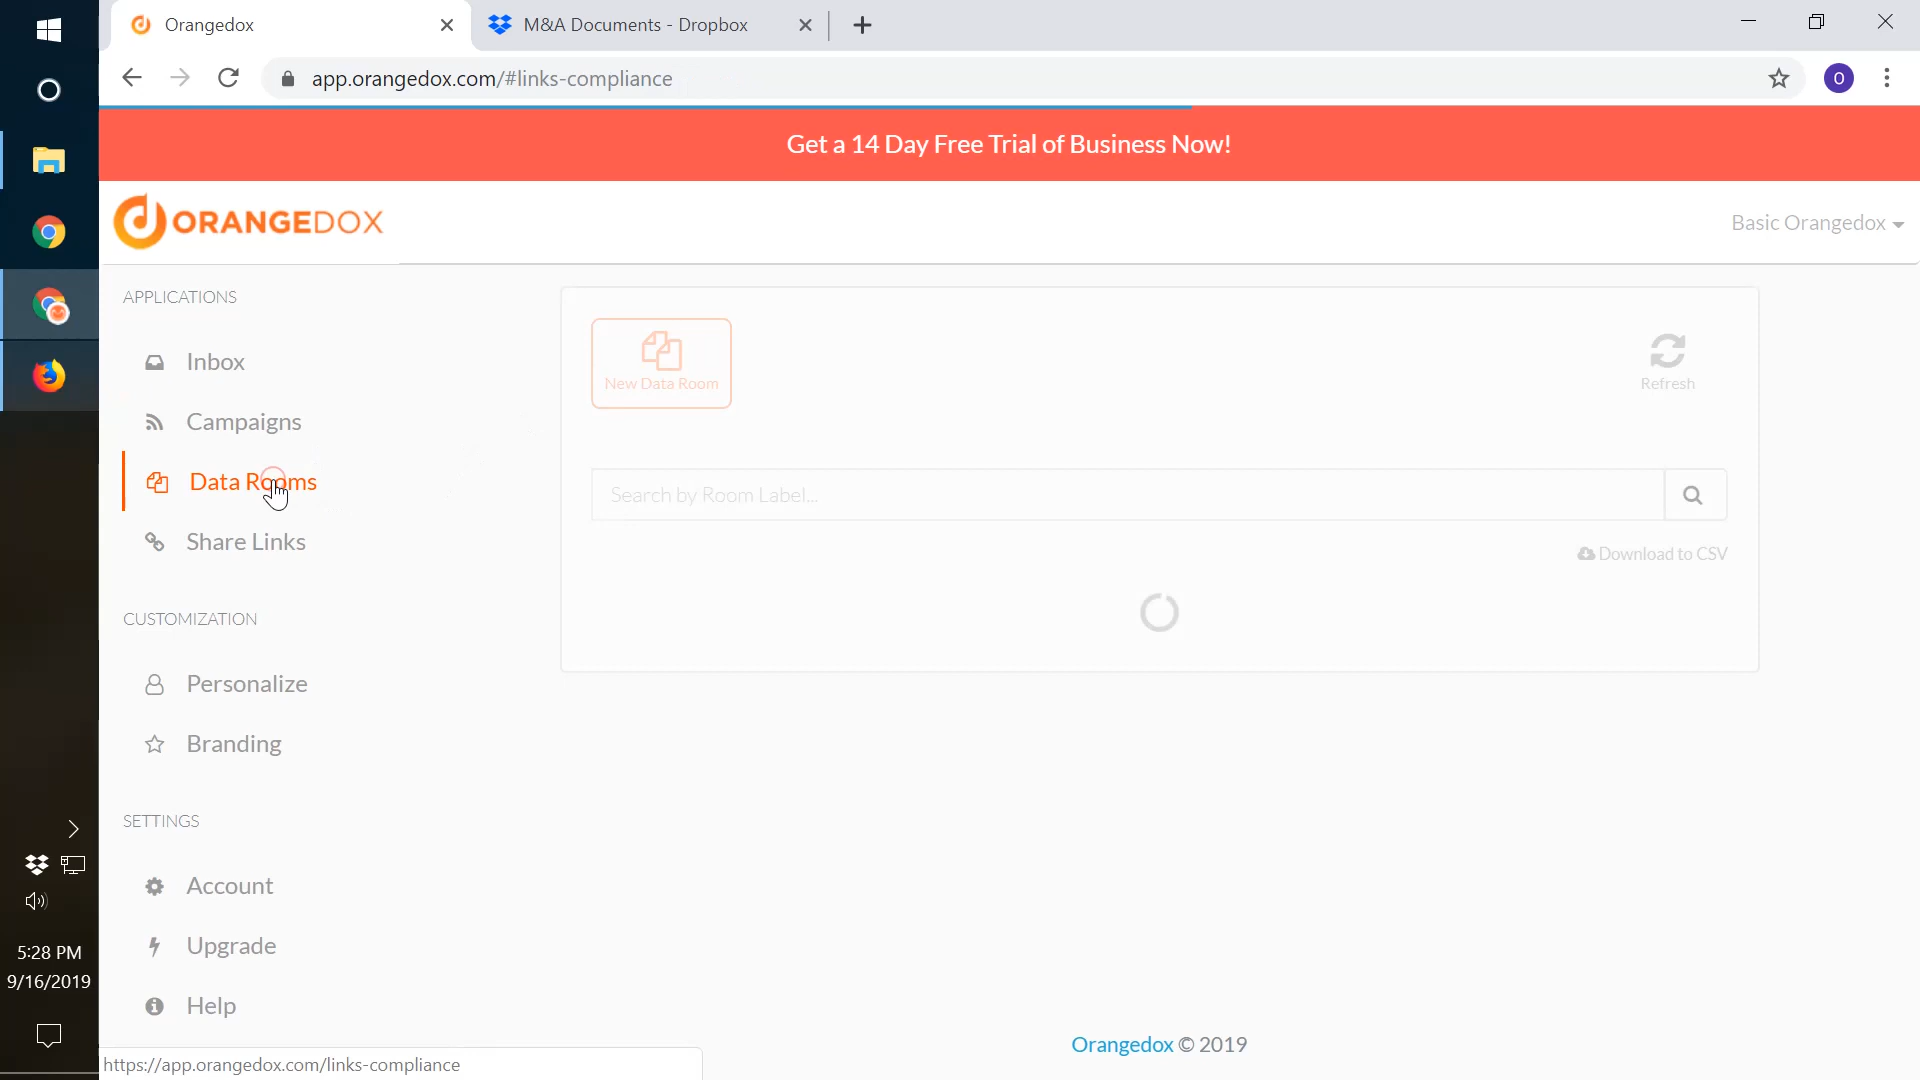 Orangedox
M&A Documents - Dropbox
app.orangedox.com/#links-compliance
O
Get a 14 Day Free Trial of Business Now!
ORANGEDOX
Basic Orangedox
APPLICATIONS
Inbox
Campaigns
Data Rooms
Share Links
CUSTOMIZATION
Personalize
Branding
SETTINGS
Account
Upgrade
Help
New Data Room
Refresh
Search by Room Label...
Download to CSV
Orangedox © 2019
5:28 PM
9/16/2019
https://app.orangedox.com/links-compliance